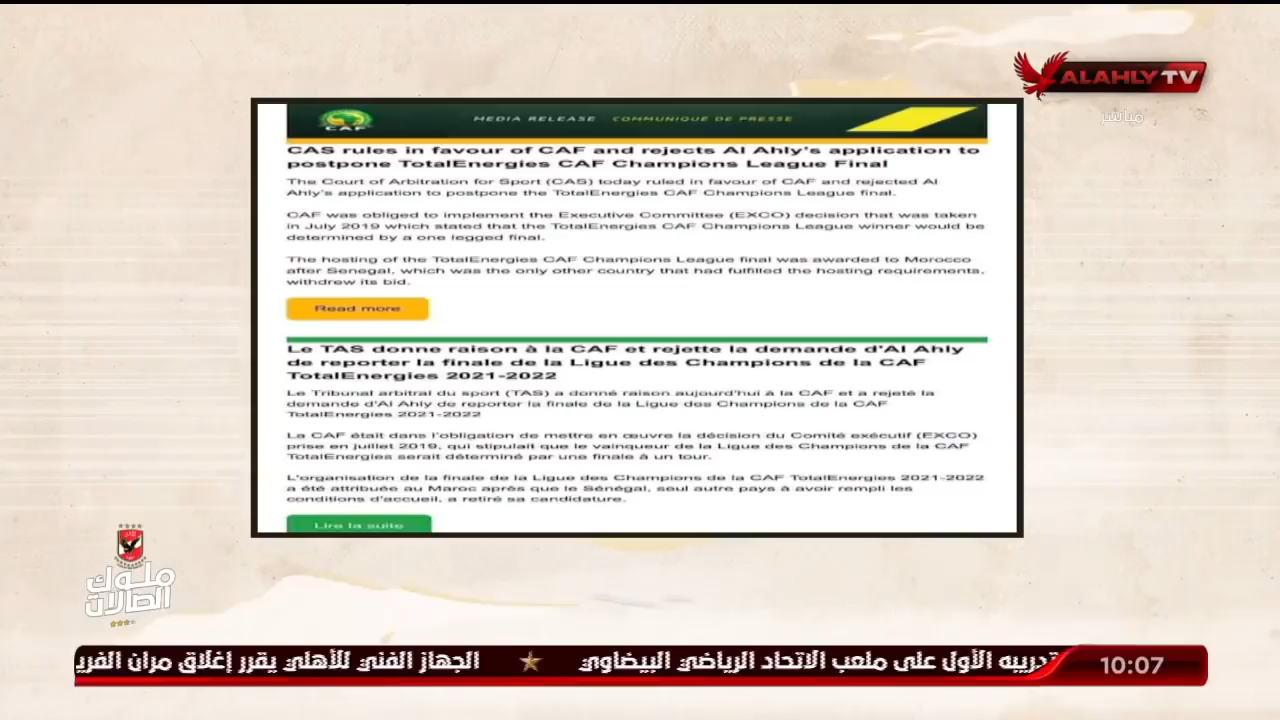 ALAHLY TV
مباشر
CAF
MEDIA RELEASE COMMUNIQUÉ DE PRESSE
CAS rules in favour of CAF and rejects Al Ahly's application to
postpone TotalEnergies CAF Champions League Final
The Court of Arbitration for Sport (CAS) today ruled in favour of CAF and rejected Al
Ahly's application to postpone the TotalEnergies CAF Champions League final.
CAF was obliged to implement the Executive Committee (EXCO) decision that was taken
in July 2019 which stated that the TotalEnergies CAF Champions League winner would be
determined by a one legged final.
The hosting of the TotalEnergies CAF Champions League final was awarded to Morocco
after Senegal, which was the only other country that had fulfilled the hosting requirements,
withdrew its bid.
Read more
Le TAS donne raison à la CAF et rejette la demande d'Al Ahly
de reporter la finale de la Ligue des Champions de la CAF
TotalEnergies 2021-2022
Le Tribunal arbitral du sport (TAS) a donné raison aujourd'hui à la CAF et a rejeté la
demande d'Al Ahly de reporter la finale de la Ligue des Champions de la CAF
TotalEnergies 2021-2022
La CAF était dans l'obligation de mettre en œuvre la décision du Comité exécutif (EXCO)
prise en juillet 2019, qui stipulait que le vainqueur de la Ligue des Champions de la CAF
TotalEnergies serait déterminé par une finale à un tour.
L'organisation de la finale de la Ligue des Champions de la CAF TotalEnergies 2021-2022
a été attribuée au Maroc après que le Sénégal, seul autre pays à avoir rempli les
conditions d'accueil, a retiré sa candidature.
Lire la suite
ملوك
الصالات
تدريبه الأول على ملعب الاتحاد الرياضي البيضاوي ★ الجهاز الفني للأهلي يقرر إغلاق مران الفري
10:07